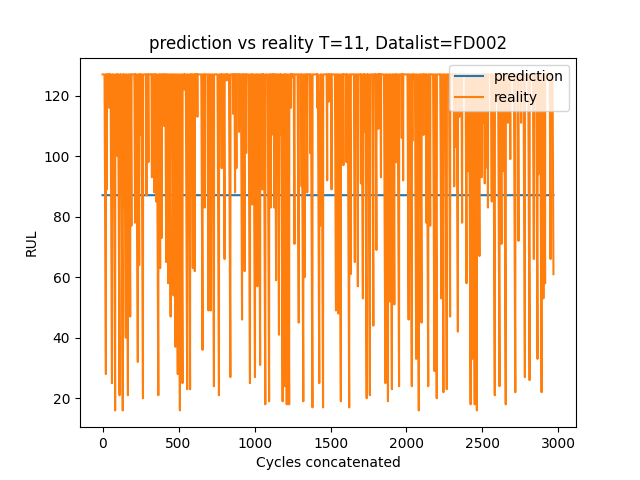 prediction vs reality T=11, Datalist=FD002
prediction
reality
RUL
120
100
80
60
40
20
0
500
1000
1500
2000
2500
3000
Cycles concatenated